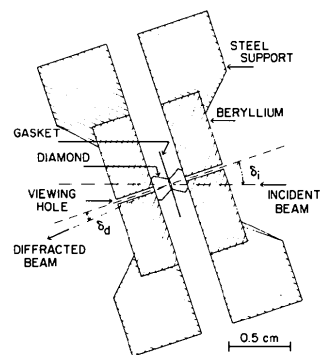 STEEL
SUPPORT
BERYLLIUM
GASKET
DIAMOND
δi
VIEWING
HOLE
INCIDENT
BEAM
δd
DIFFRACTED
BEAM
0.5 cm